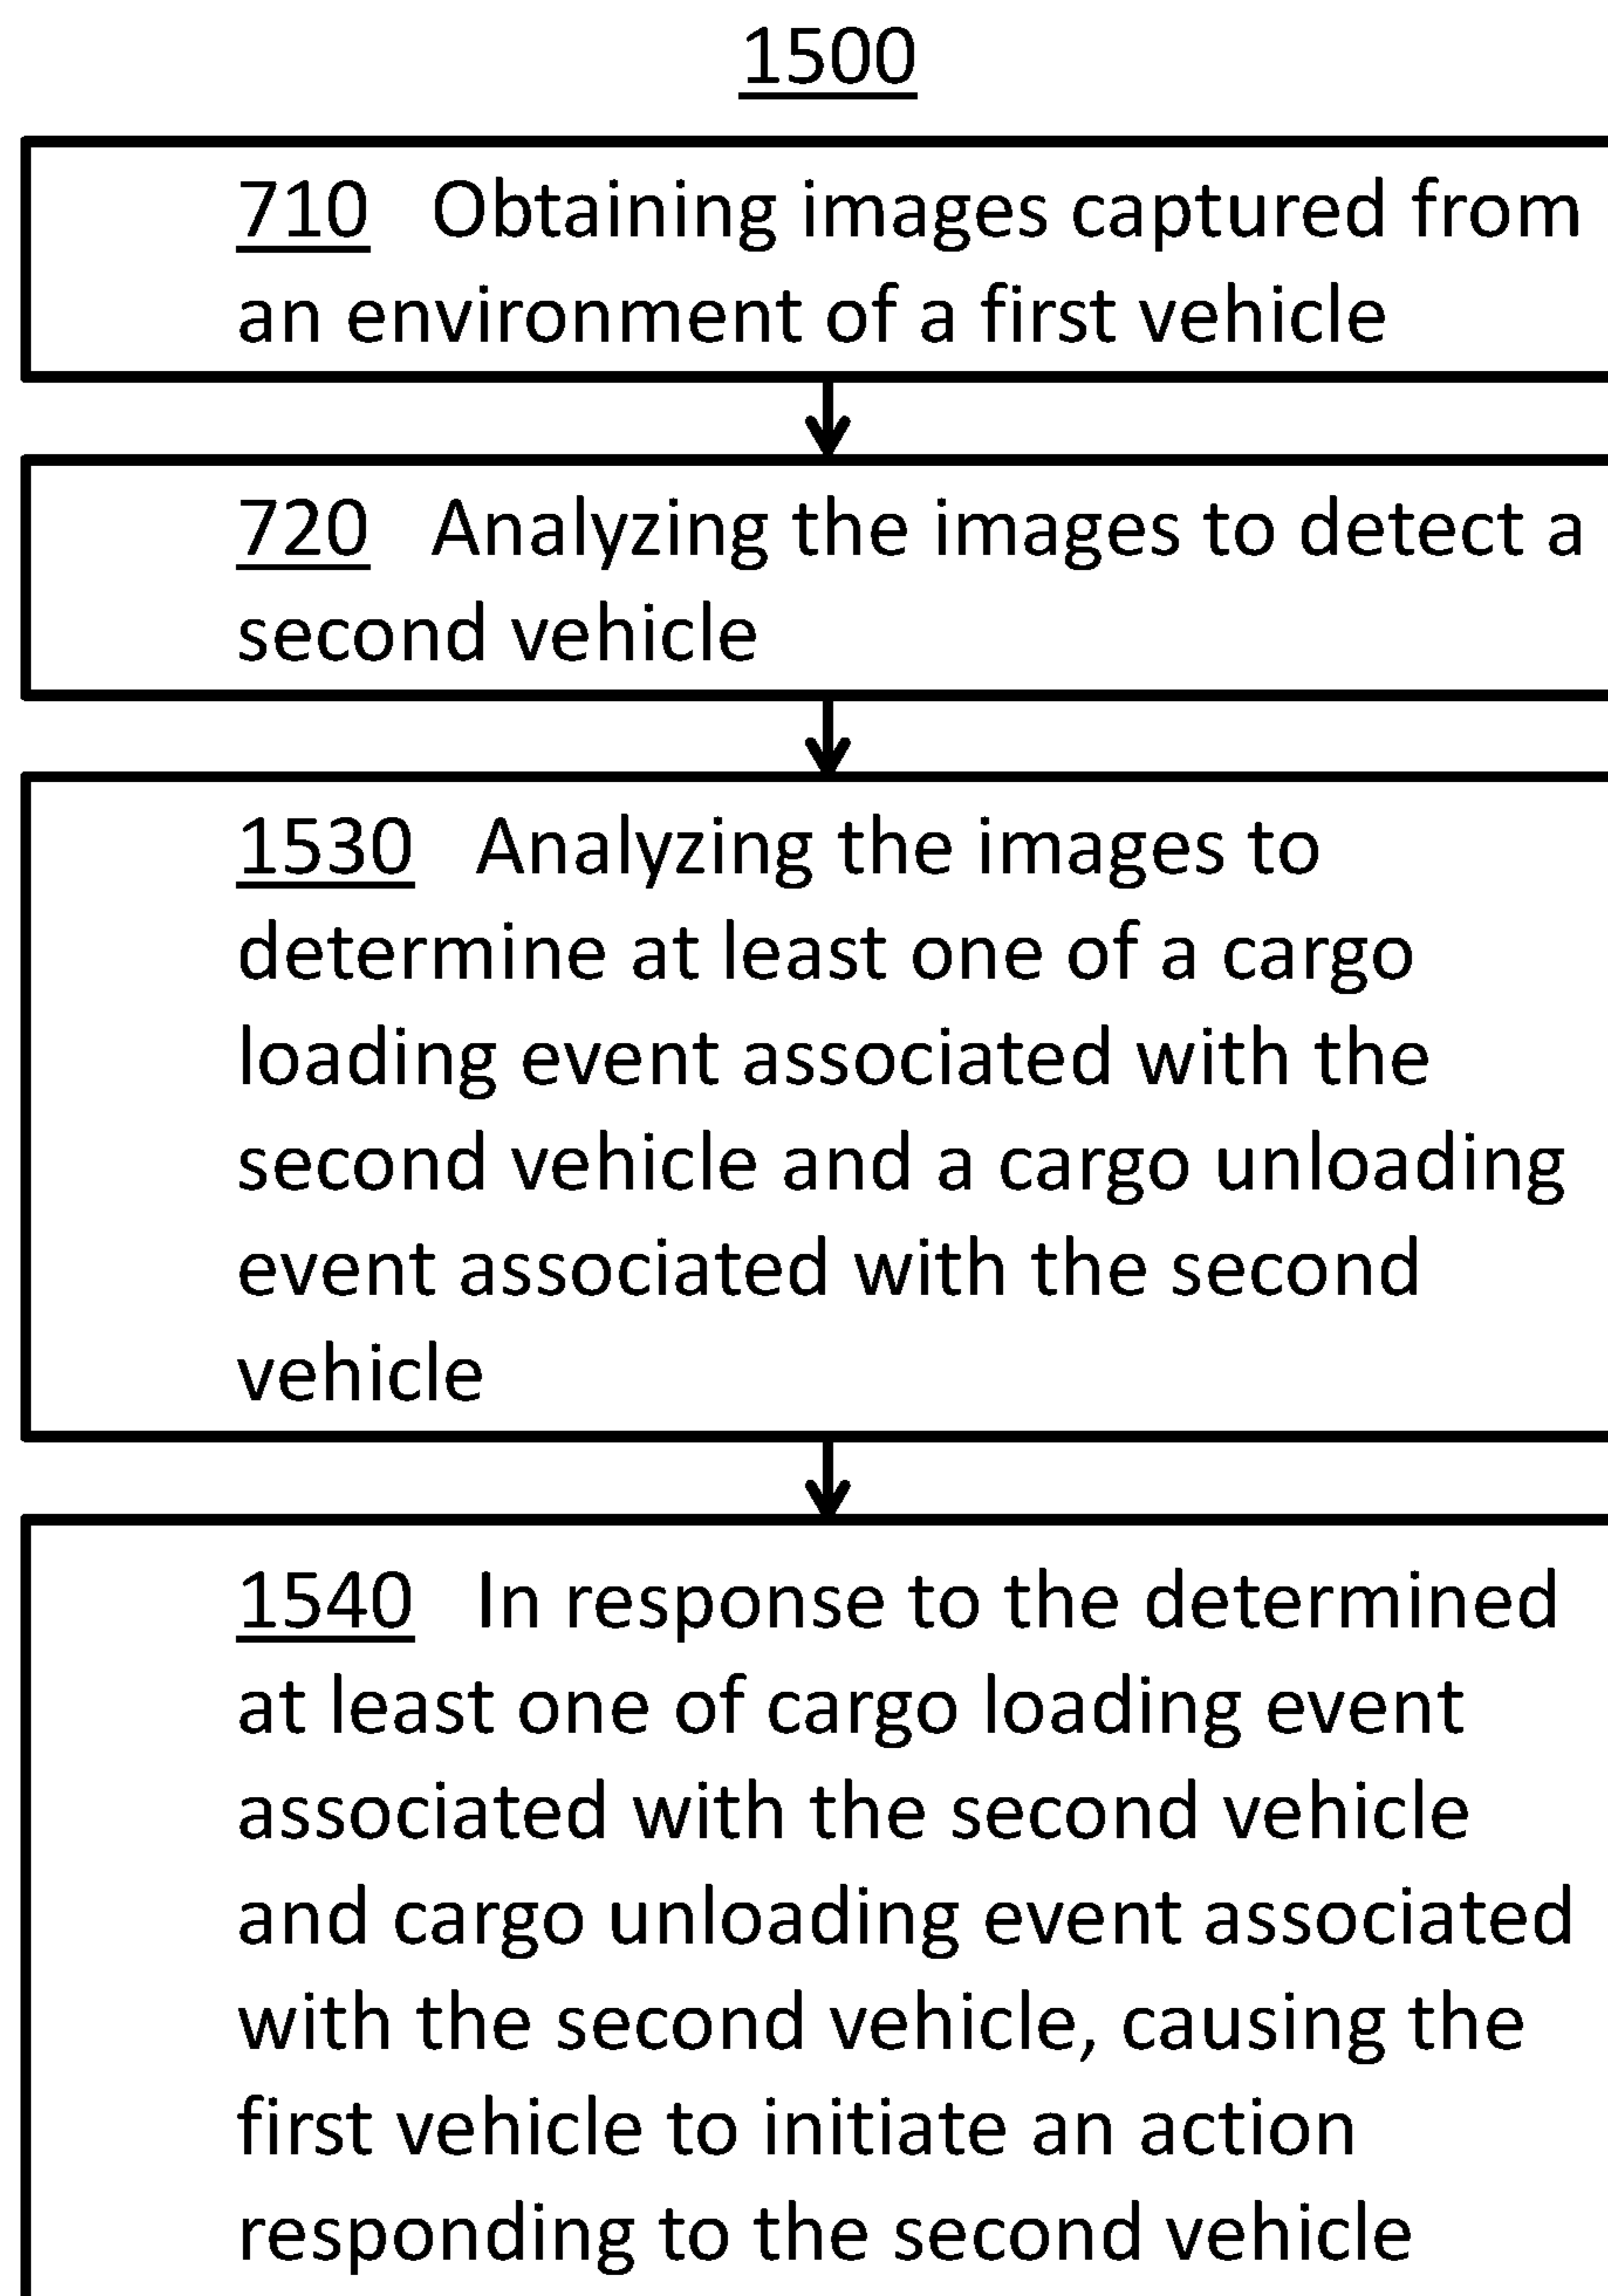 1500
710 Obtaining images captured from
an environment of a first vehicle
720 Analyzing the images to detect a
second vehicle
1530 Analyzing the images to
determine at least one of a cargo
loading event associated with the
second vehicle and a cargo unloading
event associated with the second
vehicle
1540 In response to the determined
at least one of cargo loading event
associated with the second vehicle
and cargo unloading event associated
with the second vehicle, causing the
first vehicle to initiate an action
responding to the second vehicle